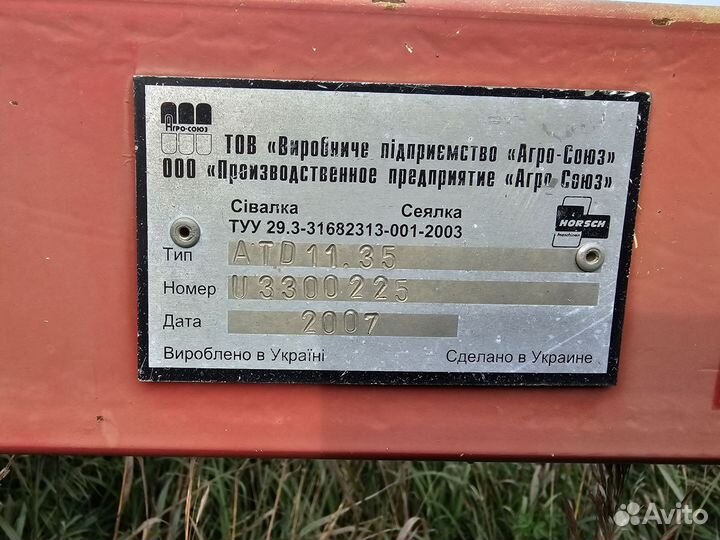 Агро-Союз
ТОВ «Виробниче підприємство «Агро-Союз»
ООО «Производственное предприятие «Агро Союз»
Сівалка Сеялка
ТУУ 29.3-31682313-001-2003
HORSCH
Тип ATD 11.35
Номер U3300225
Дата 2007
Вироблено в Україні Сделано в Украине
Avito